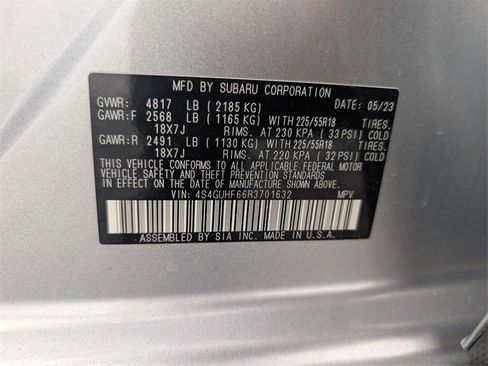 MFD BY SUBARU CORPORATION
GVWR: 4817 LB ( 2185 KG) DATE: 05/23
GAWR:F 2568 LB ( 1165 KG) WITH 225/55R18 TIRES,
18X7J RIMS, AT 230 KPA ( 33 PSI) COLD
GAWR:R 2491 LB ( 1130 KG) WITH 225/55R18 TIRES,
18X7J RIMS, AT 220 KPA ( 32 PSI) COLD
THIS VEHICLE CONFORMS TO ALL APPLICABLE FEDERAL MOTOR
VEHICLE SAFETY, BUMPER, AND THEFT PREVENTION STANDARDS
IN EFFECT ON THE DATE OF MANUFACTURE SHOWN ABOVE.
VIN: 4S4GUHF66R3701632 MPV
ASSEMBLED BY SIA INC. MADE IN U.S.A.